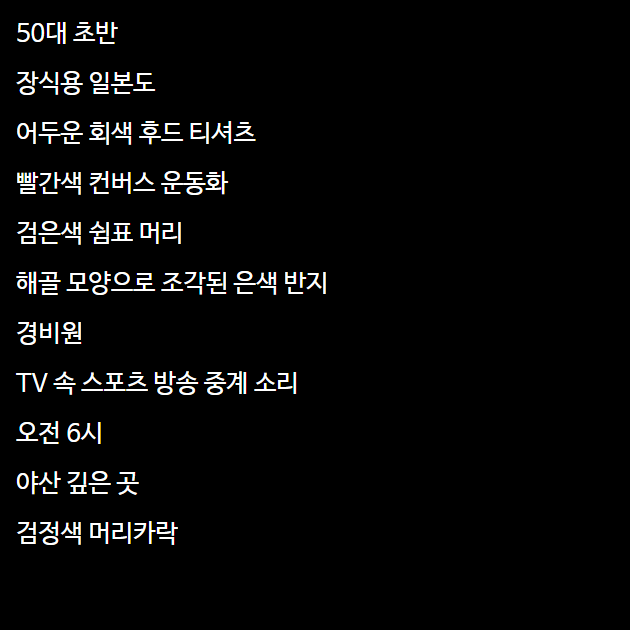 50대 초반
장식용 일본도
어두운 회색 후드 티셔츠
빨간색 컨버스 운동화
검은색 쉼표 머리
해골 모양으로 조각된 은색 반지
경비원
TV 속 스포츠 방송 중계 소리
오전 6시
야산 깊은 곳
검정색 머리카락